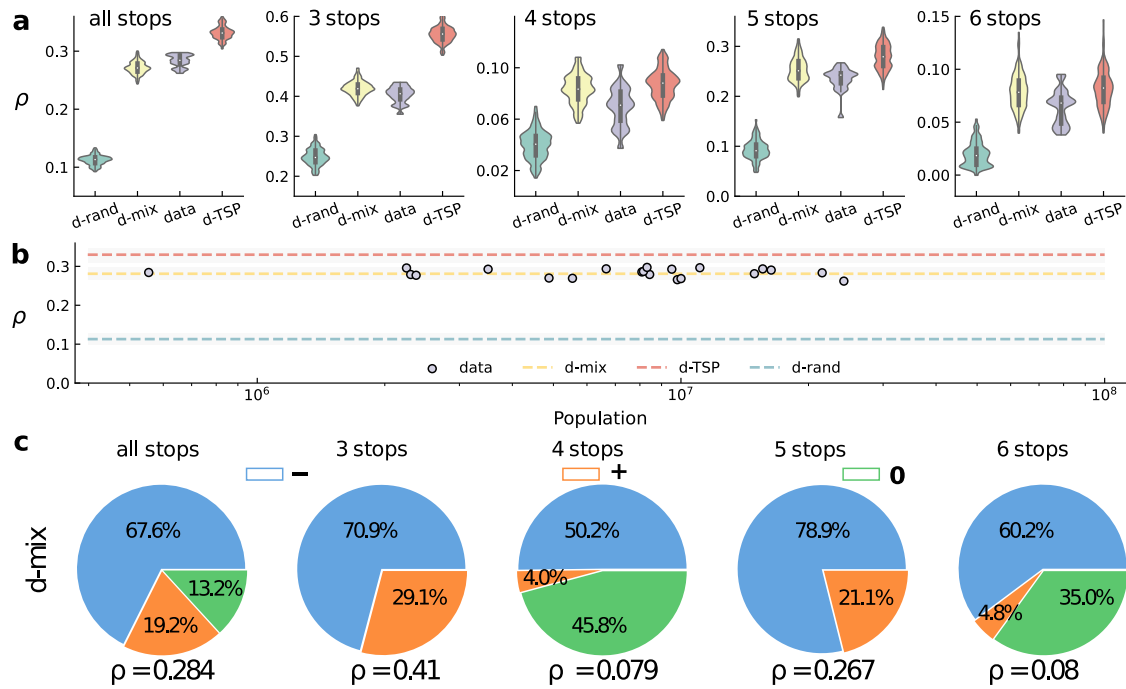 a
all stops
3 stops
4 stops
5 stops
6 stops
ρ
0.3
0.2
0.1
0.6
0.5
0.4
0.3
0.2
0.10
0.06
0.02
0.3
0.2
0.1
0.0
0.15
0.10
0.05
0.00
d-rand d-mix data d-TSP
d-rand d-mix data d-TSP
d-rand d-mix data d-TSP
d-rand d-mix data d-TSP
d-rand d-mix data d-TSP
b
ρ
0.3
0.2
0.1
0.0
data d-mix d-TSP d-rand
10⁶ 10⁷ 10⁸
Population
c
all stops 3 stops 4 stops 5 stops 6 stops
− + 0
d-mix
67.6%
13.2%
19.2%
70.9%
29.1%
50.2%
4.0%
45.8%
78.9%
21.1%
60.2%
4.8%
35.0%
ρ =0.284 ρ =0.41 ρ =0.079 ρ =0.267 ρ =0.08